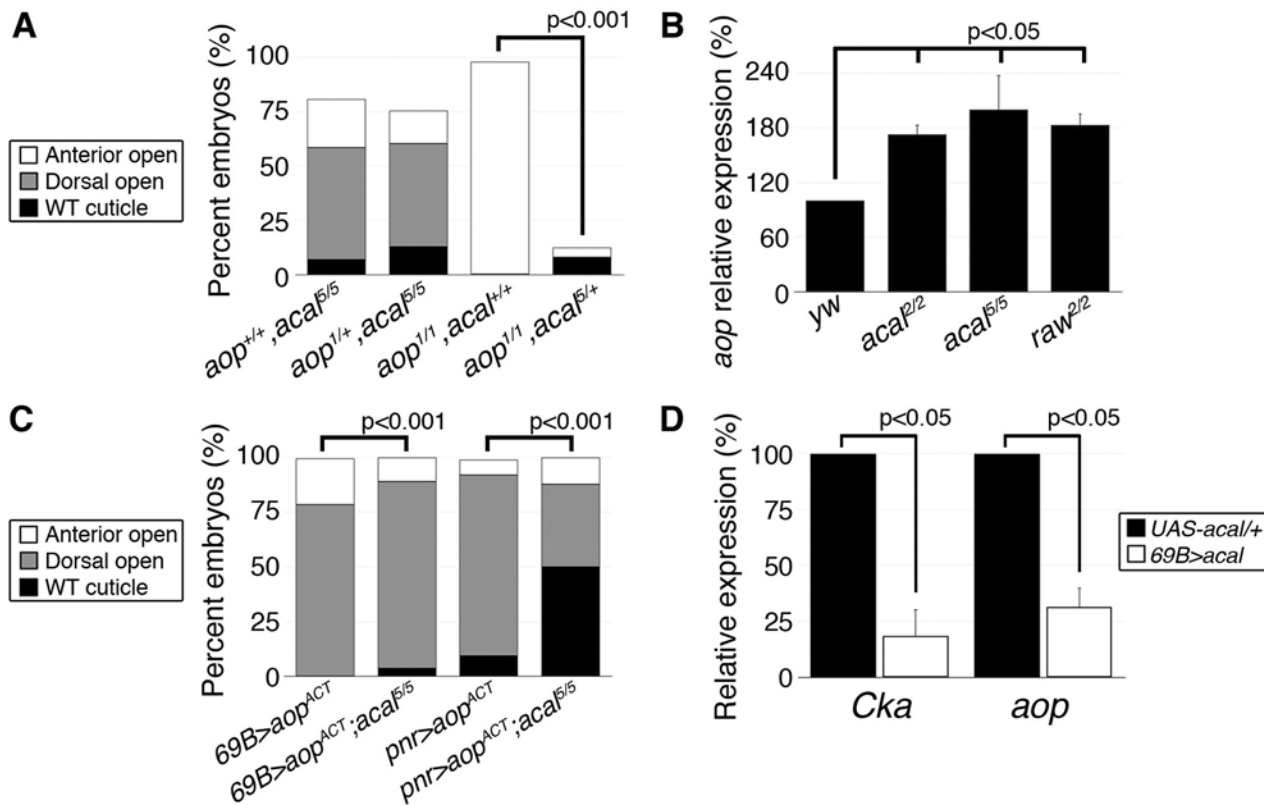 A
p<0.001
Percent embryos (%)
100
75
50
25
0
Anterior open
Dorsal open
WT cuticle
aop+/+,acal5/5
aop1/+,acal5/5
aop1/1,acal+/+
aop1/1,acal5/+
B
p<0.05
aop relative expression (%)
240
180
120
60
0
yw
acal2/2
acal5/5
raw2/2
C
p<0.001
p<0.001
Percent embryos (%)
100
75
50
25
0
Anterior open
Dorsal open
WT cuticle
69B>aopACT
69B>aopACT;acal5/5
pnr>aopACT
pnr>aopACT;acal5/5
D
p<0.05
p<0.05
Relative expression (%)
100
75
50
25
0
Cka
aop
UAS-acal/+
69B>acal